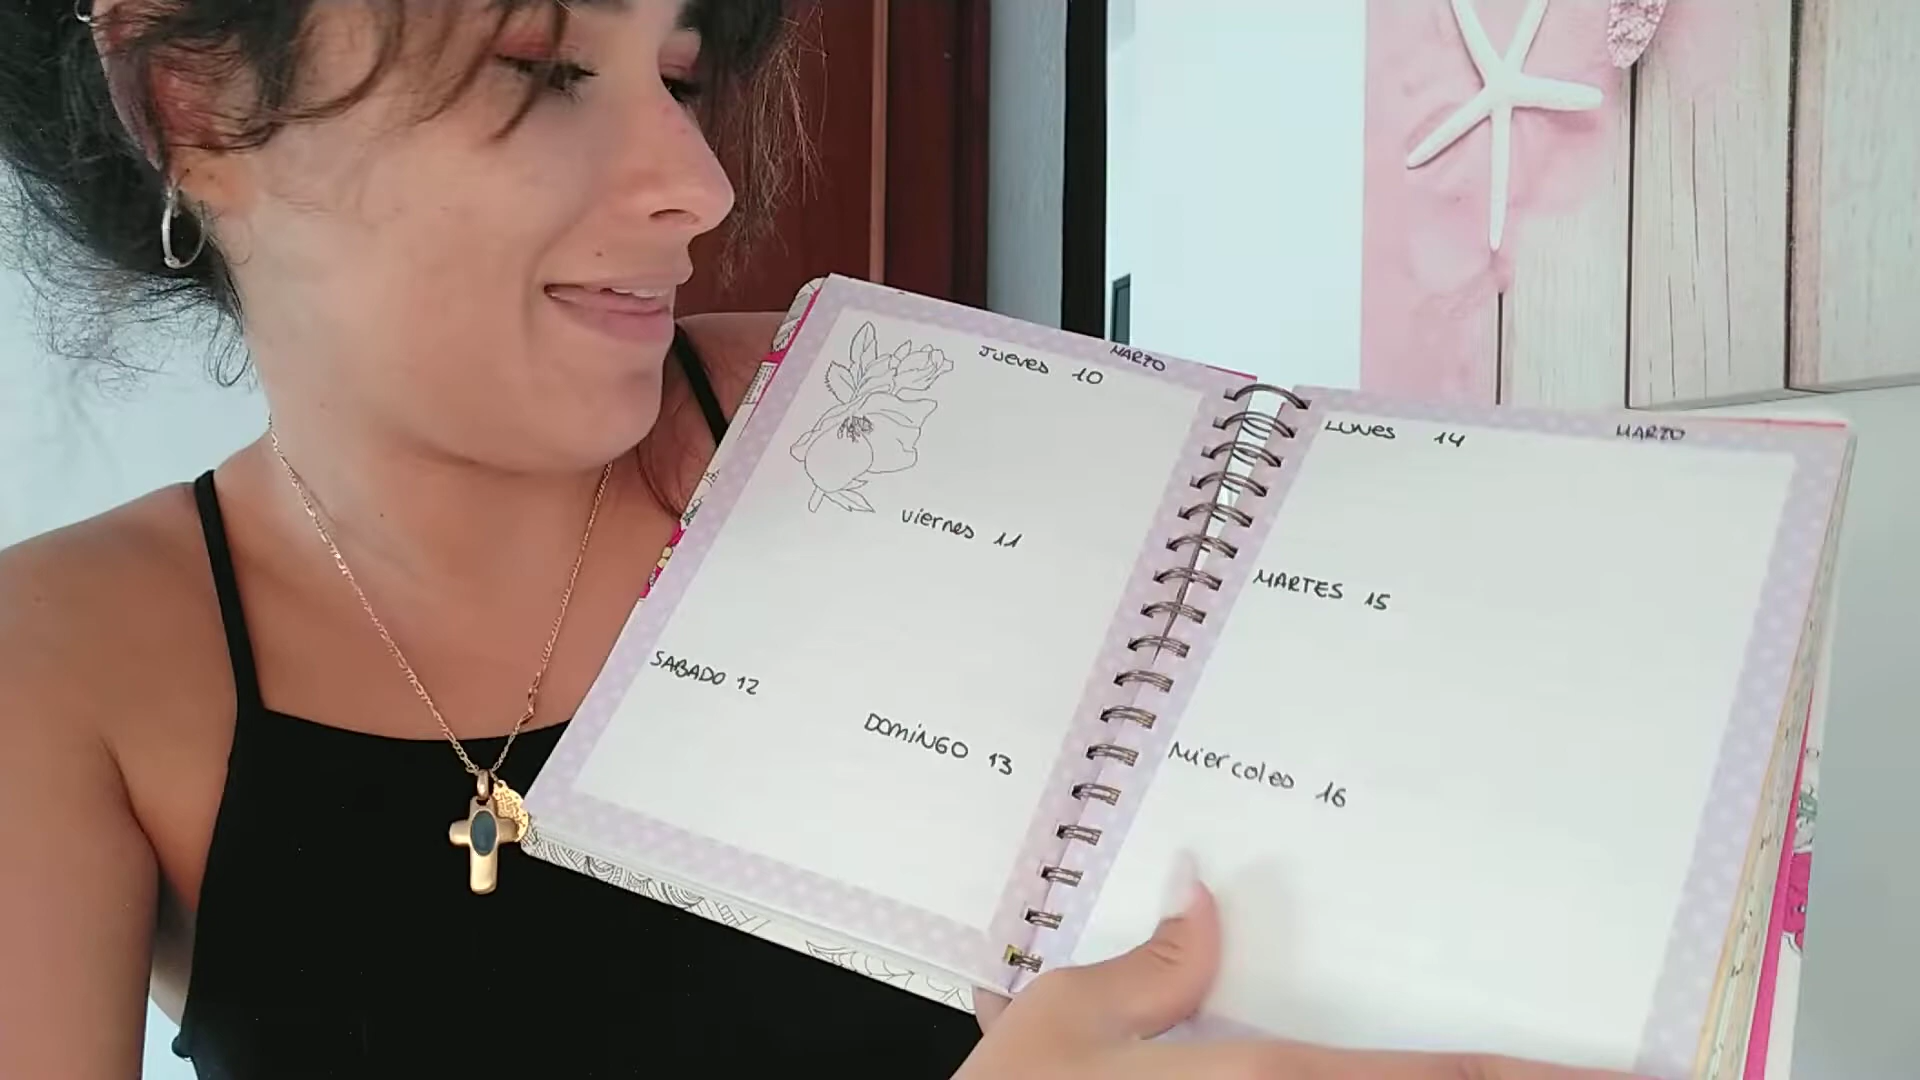 Jueves 10 MARZO
viernes 11
SABADO 12
DOMiNGO 13
LUNes 14 MARZO
MARTES 15
Miercoles 16